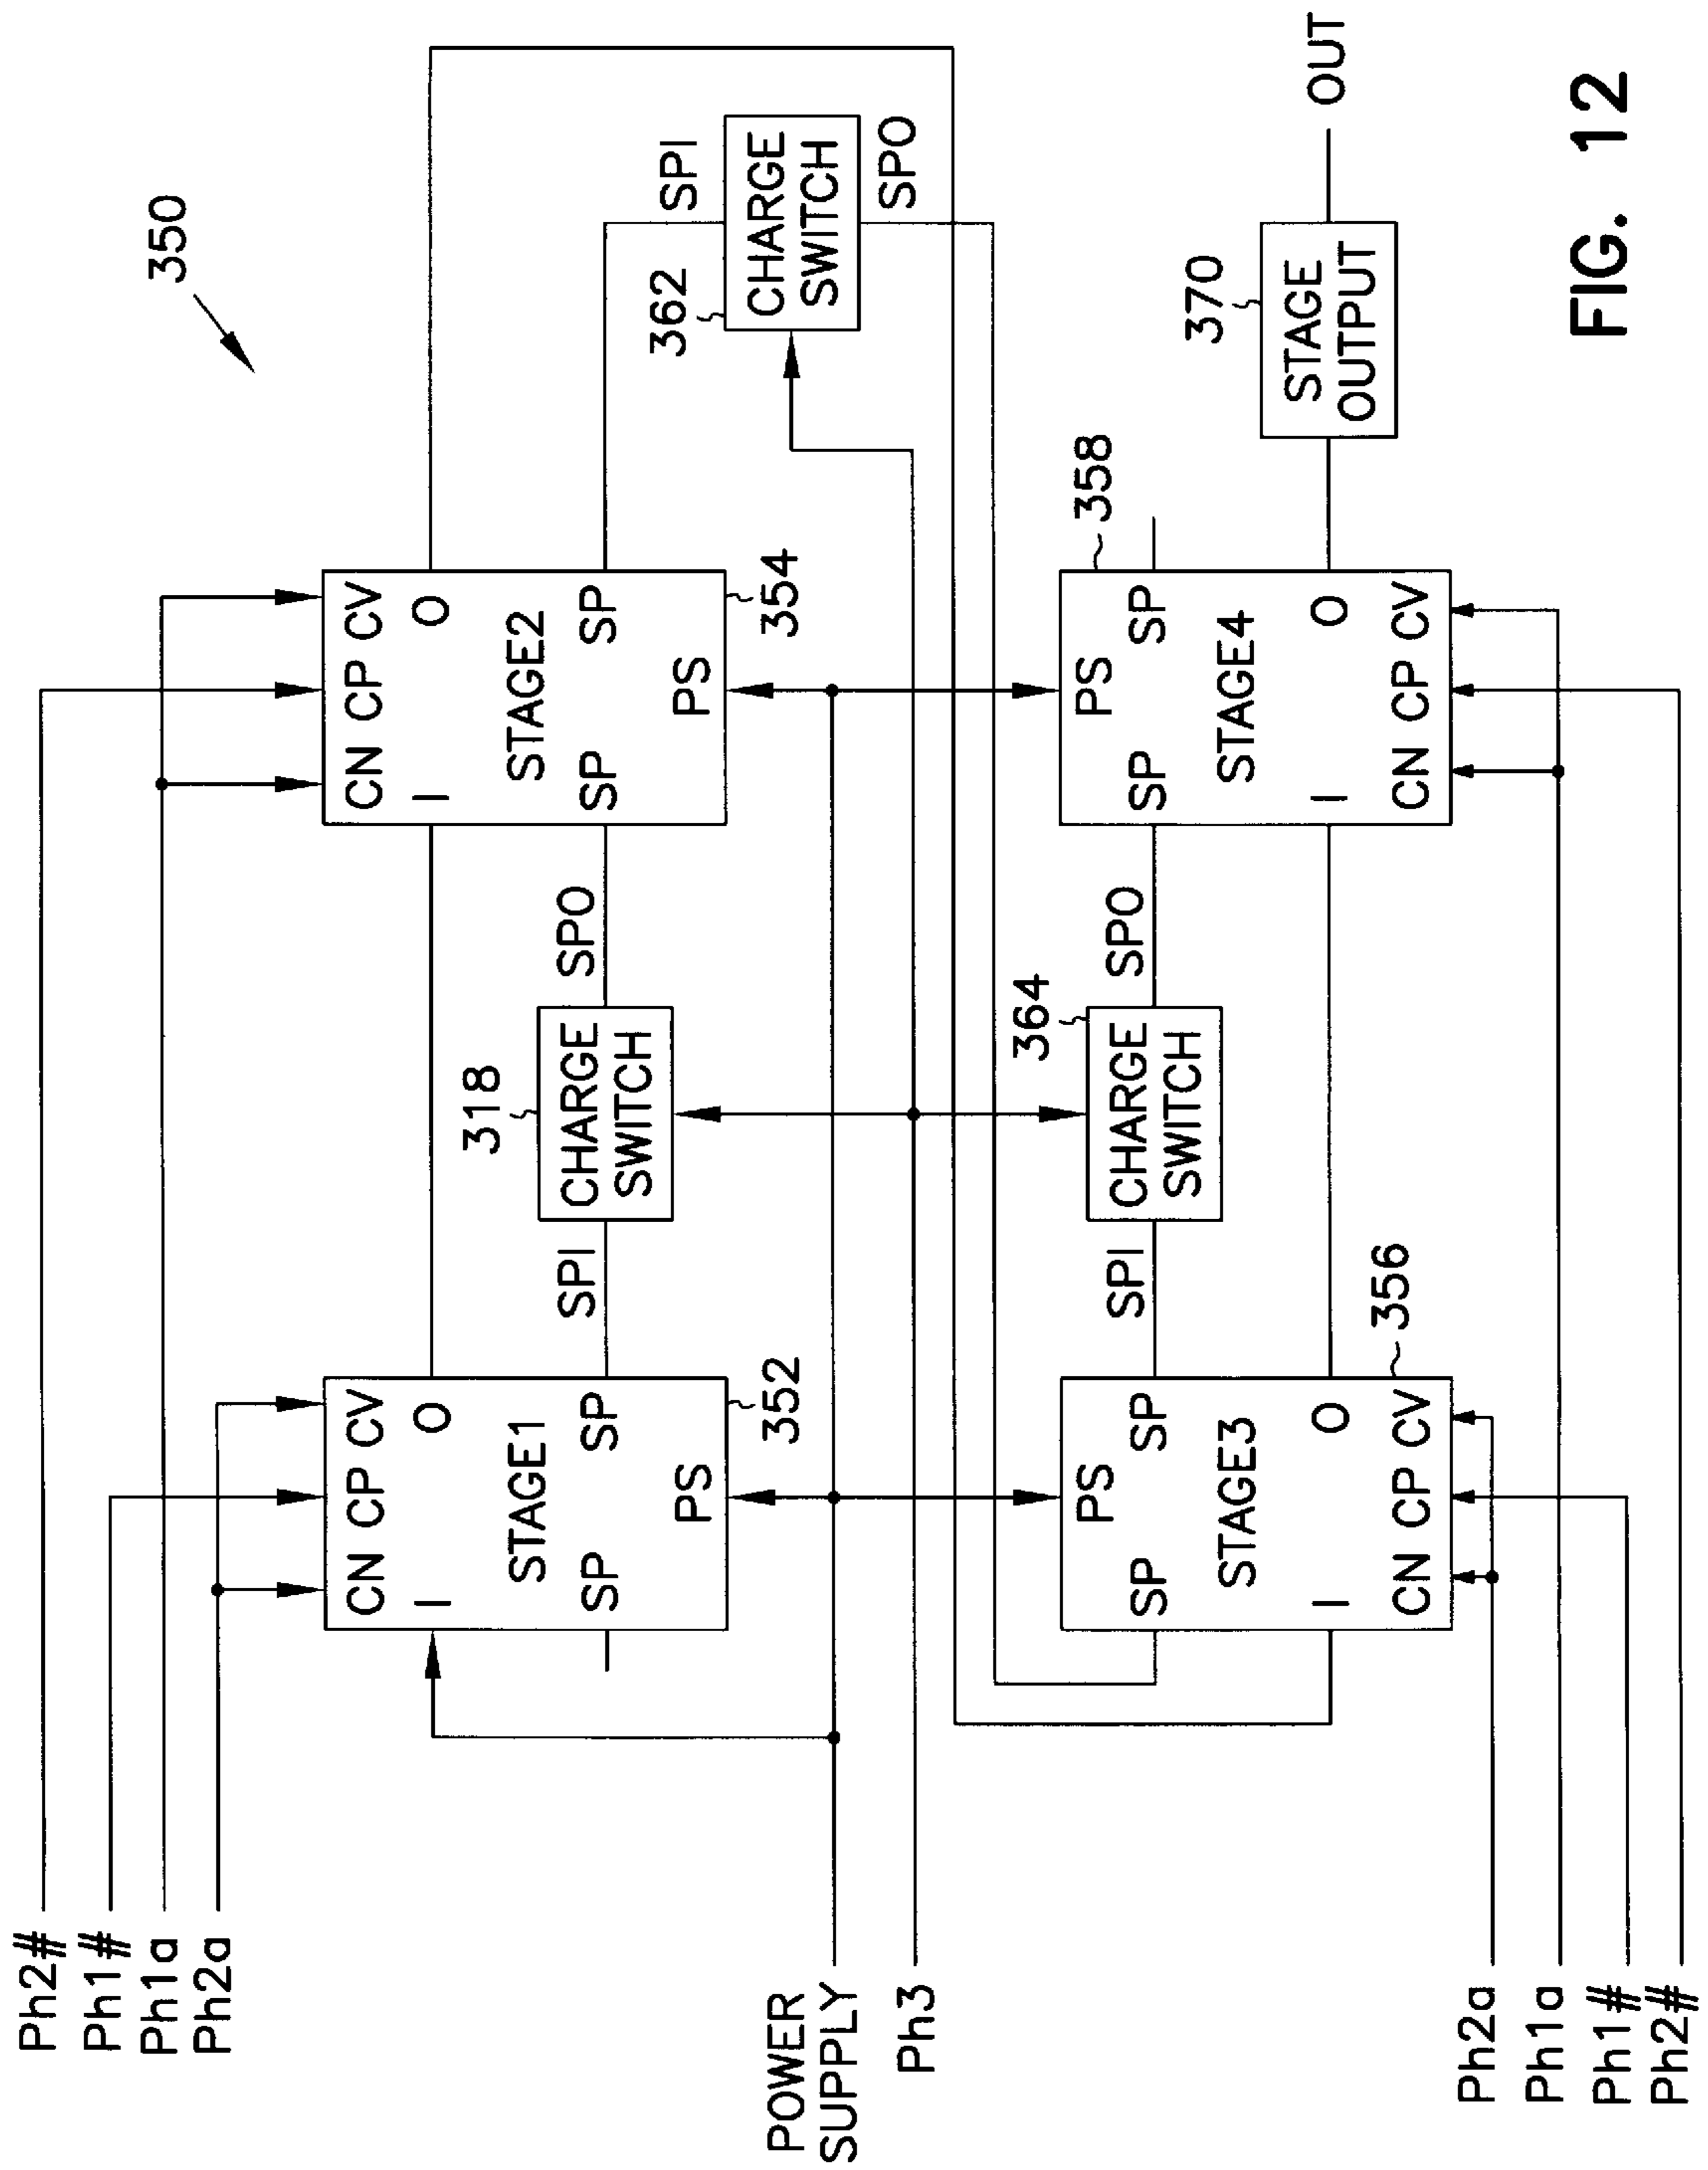 350
Ph2#
Ph1#
Ph1a
Ph2a
CN CP CV
I O
STAGE1
SP SP
PS
352
318
SPI
CHARGE
SWITCH
SPO
CN CP CV
I O
STAGE2
SP SP
PS
354
362
SPI
CHARGE
SWITCH
SPO
POWER
SUPPLY
Ph3
PS
SP SP
STAGE3
I O
CN CP CV
356
364
SPI
CHARGE
SWITCH
SPO
358
PS
SP SP
STAGE4
I O
CN CP CV
370
STAGE
OUTPUT
OUT
Ph2a
Ph1a
Ph1#
Ph2#
FIG. 12